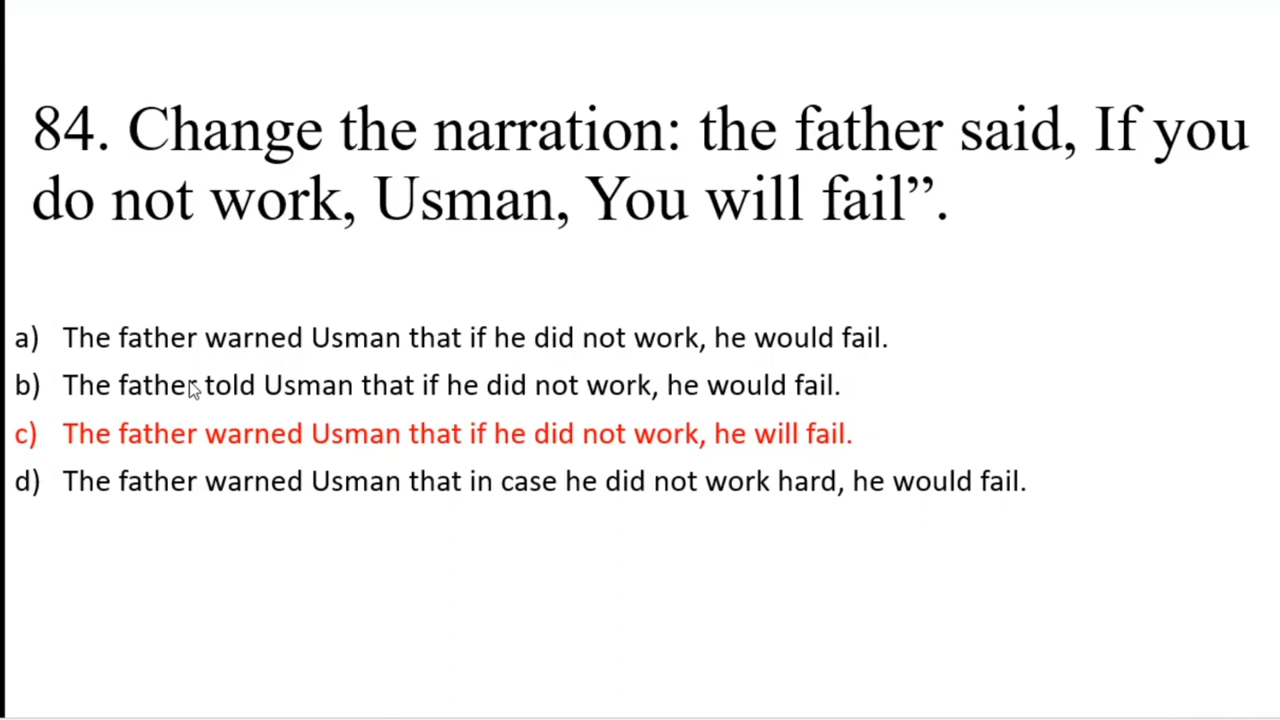 84. Change the narration: the father said, If you
do not work, Usman, You will fail”.
a) The father warned Usman that if he did not work, he would fail.
b) The father told Usman that if he did not work, he would fail.
c) The father warned Usman that if he did not work, he will fail.
d) The father warned Usman that in case he did not work hard, he would fail.